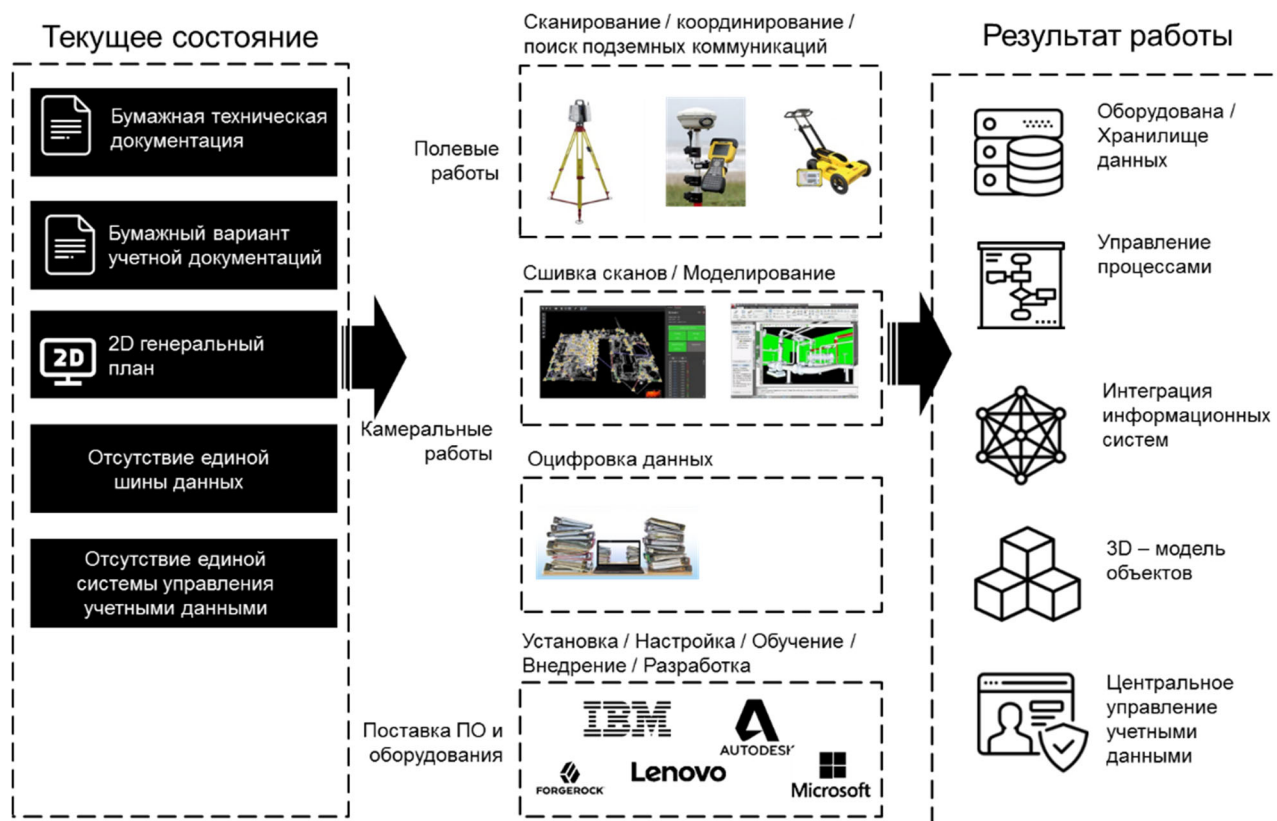 Текущее состояние
Бумажная техническая
документация
Бумажный вариант
учетной документаций
2D
2D генеральный
план
Отсутствие единой
шины данных
Отсутствие единой
системы управления
учетными данными
Полевые
работы
Камеральные
работы
Поставка ПО и
оборудования
Сканирование / координирование /
поиск подземных коммуникаций
Сшивка сканов / Моделирование
Оцифровка данных
Установка / Настройка / Обучение /
Внедрение / Разработка
IBM
AUTODESK
FORGEROCK
Lenovo
Microsoft
Результат работы
Оборудована /
Хранилище
данных
Управление
процессами
Интеграция
информационных
систем
3D – модель
объектов
Центральное
управление
учетными
данными